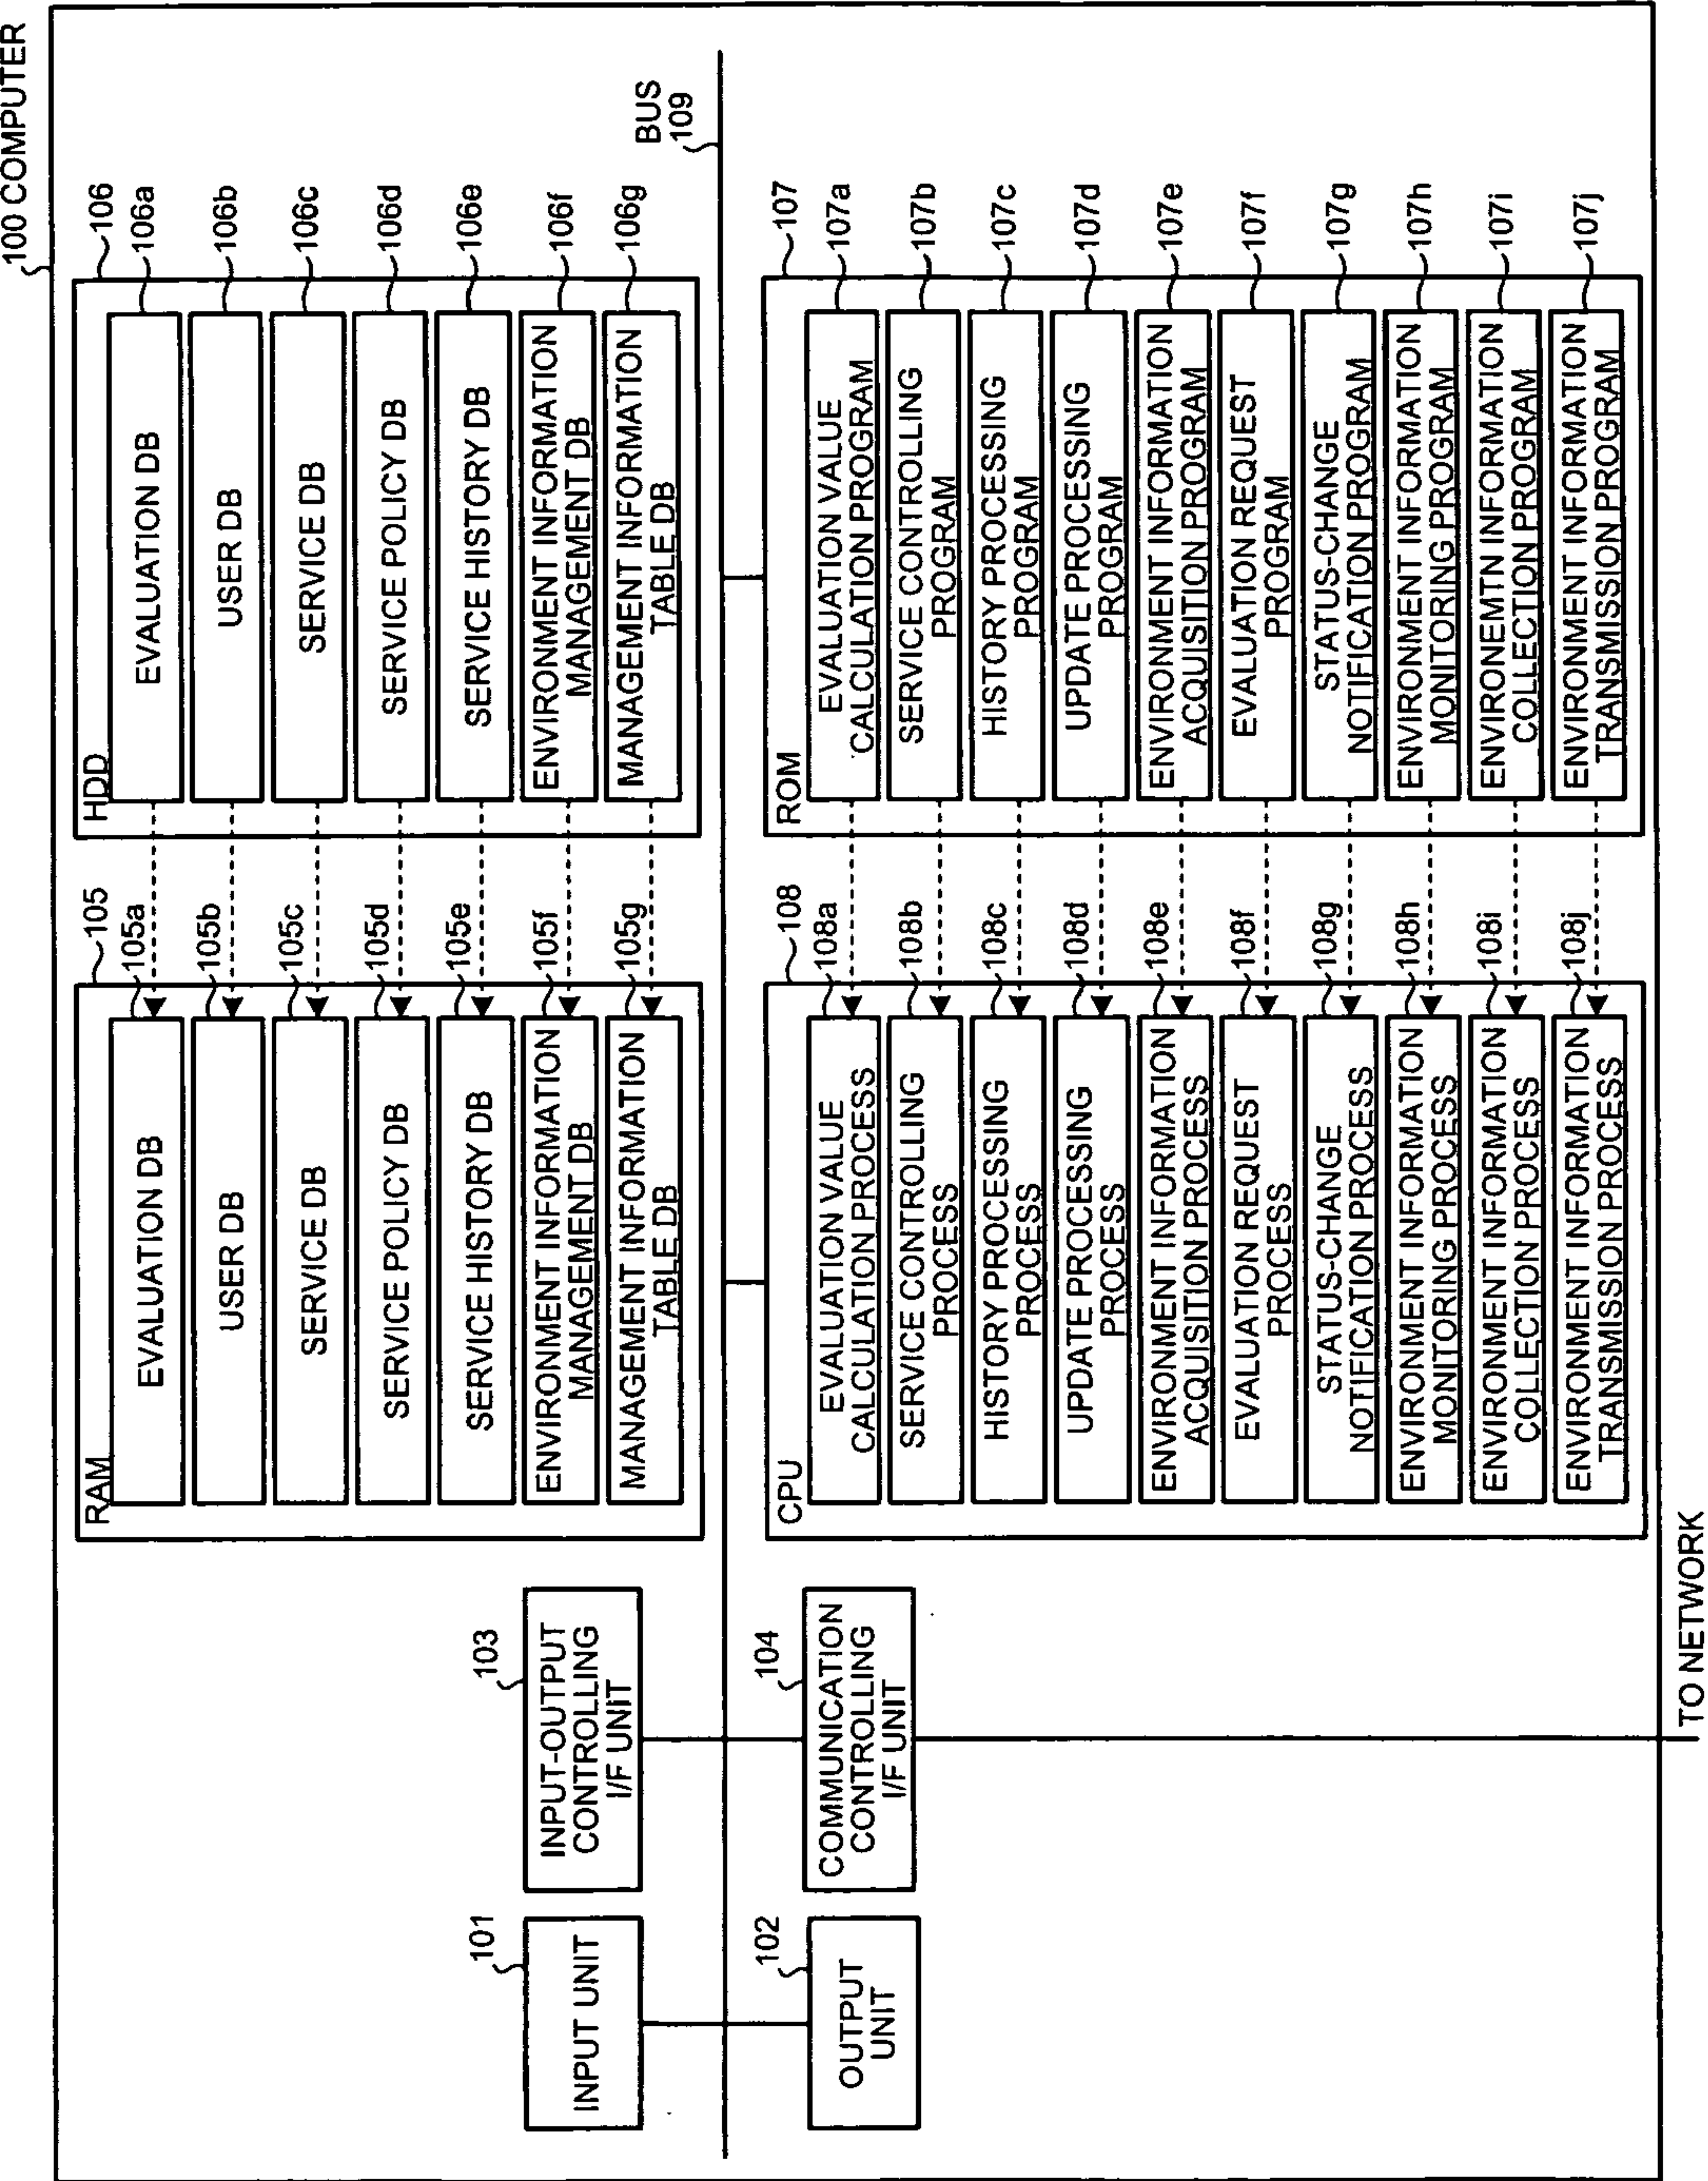 100 COMPUTER
101
INPUT UNIT
103
INPUT-OUTPUT
CONTROLLING
I/F UNIT
105
RAM
105a
EVALUATION DB
105b
USER DB
105c
SERVICE DB
105d
SERVICE POLICY DB
105e
SERVICE HISTORY DB
105f
ENVIRONMENT INFORMATION
MANAGEMENT DB
105g
MANAGEMENT INFORMATION
TABLE DB
106
HDD
106a
EVALUATION DB
106b
USER DB
106c
SERVICE DB
106d
SERVICE POLICY DB
106e
SERVICE HISTORY DB
106f
ENVIRONMENT INFORMATION
MANAGEMENT DB
106g
MANAGEMENT INFORMATION
TABLE DB
BUS
109
102
OUTPUT
UNIT
104
COMMUNICATION
CONTROLLING
I/F UNIT
108
CPU
108a
EVALUATION VALUE
CALCULATION PROCESS
108b
SERVICE CONTROLLING
PROCESS
108c
HISTORY PROCESSING
PROCESS
108d
UPDATE PROCESSING
PROCESS
108e
ENVIRONMENT INFORMATION
ACQUISITION PROCESS
108f
EVALUATION REQUEST
PROCESS
108g
STATUS-CHANGE
NOTIFICATION PROCESS
108h
ENVIRONMENT INFORMATION
MONITORING PROCESS
108i
ENVIRONMENT INFORMATION
COLLECTION PROCESS
108j
ENVIRONMENT INFORMATION
TRANSMISSION PROCESS
107
ROM
107a
EVALUATION VALUE
CALCULATION PROGRAM
107b
SERVICE CONTROLLING
PROGRAM
107c
HISTORY PROCESSING
PROGRAM
107d
UPDATE PROCESSING
PROGRAM
107e
ENVIRONMENT INFORMATION
ACQUISITION PROGRAM
107f
EVALUATION REQUEST
PROGRAM
107g
STATUS-CHANGE
NOTIFICATION PROGRAM
107h
ENVIRONMENT INFORMATION
MONITORING PROGRAM
107i
ENVIRONEMTN INFORMATION
COLLECTION PROGRAM
107j
ENVIRONMENT INFORMATION
TRANSMISSION PROGRAM
TO NETWORK